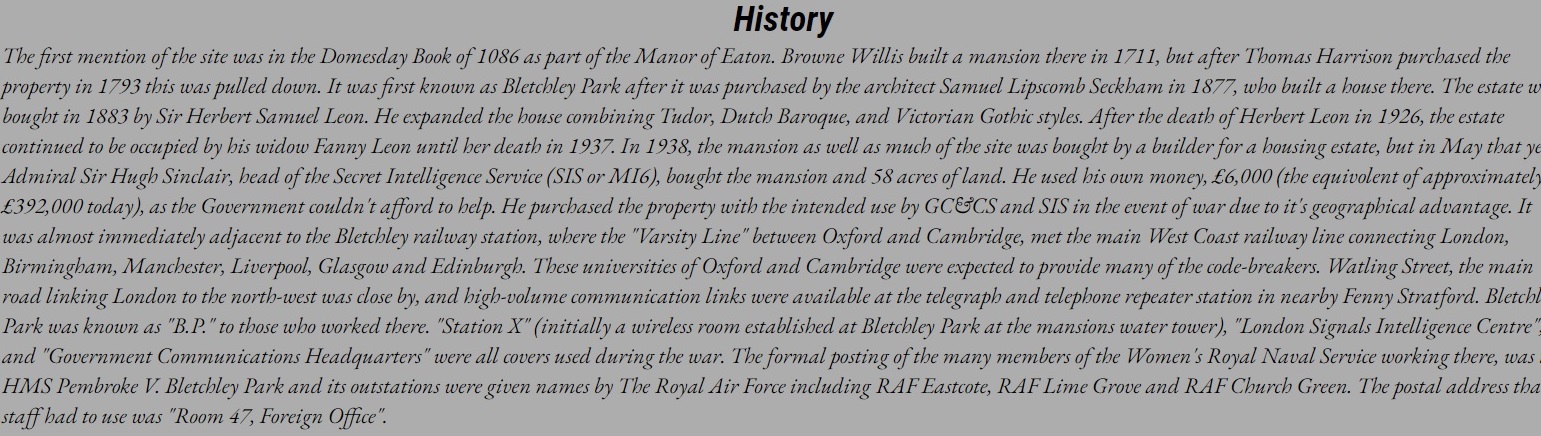 History
The first mention of the site was in the Domesday Book of 1086 as part of the Manor of Eaton. Browne Willis built a mansion there in 1711, but after Thomas Harrison purchased the
property in 1793 this was pulled down. It was first known as Bletchley Park after it was purchased by the architect Samuel Lipscomb Seckham in 1877, who built a house there. The estate w
bought in 1883 by Sir Herbert Samuel Leon. He expanded the house combining Tudor, Dutch Baroque, and Victorian Gothic styles. After the death of Herbert Leon in 1926, the estate
continued to be occupied by his widow Fanny Leon until her death in 1937. In 1938, the mansion as well as much of the site was bought by a builder for a housing estate, but in May that ye
Admiral Sir Hugh Sinclair, head of the Secret Intelligence Service (SIS or MI6), bought the mansion and 58 acres of land. He used his own money, £6,000 (the equivolent of approximately
£392,000 today), as the Government couldn't afford to help. He purchased the property with the intended use by GC&CS and SIS in the event of war due to it's geographical advantage. It
was almost immediately adjacent to the Bletchley railway station, where the "Varsity Line" between Oxford and Cambridge, met the main West Coast railway line connecting London,
Birmingham, Manchester, Liverpool, Glasgow and Edinburgh. These universities of Oxford and Cambridge were expected to provide many of the code-breakers. Watling Street, the main
road linking London to the north-west was close by, and high-volume communication links were available at the telegraph and telephone repeater station in nearby Fenny Stratford. Bletchl
Park was known as "B.P." to those who worked there. "Station X" (initially a wireless room established at Bletchley Park at the mansions water tower), "London Signals Intelligence Centre",
and "Government Communications Headquarters" were all covers used during the war. The formal posting of the many members of the Women's Royal Naval Service working there, was
HMS Pembroke V. Bletchley Park and its outstations were given names by The Royal Air Force including RAF Eastcote, RAF Lime Grove and RAF Church Green. The postal address tha
staff had to use was "Room 47, Foreign Office".